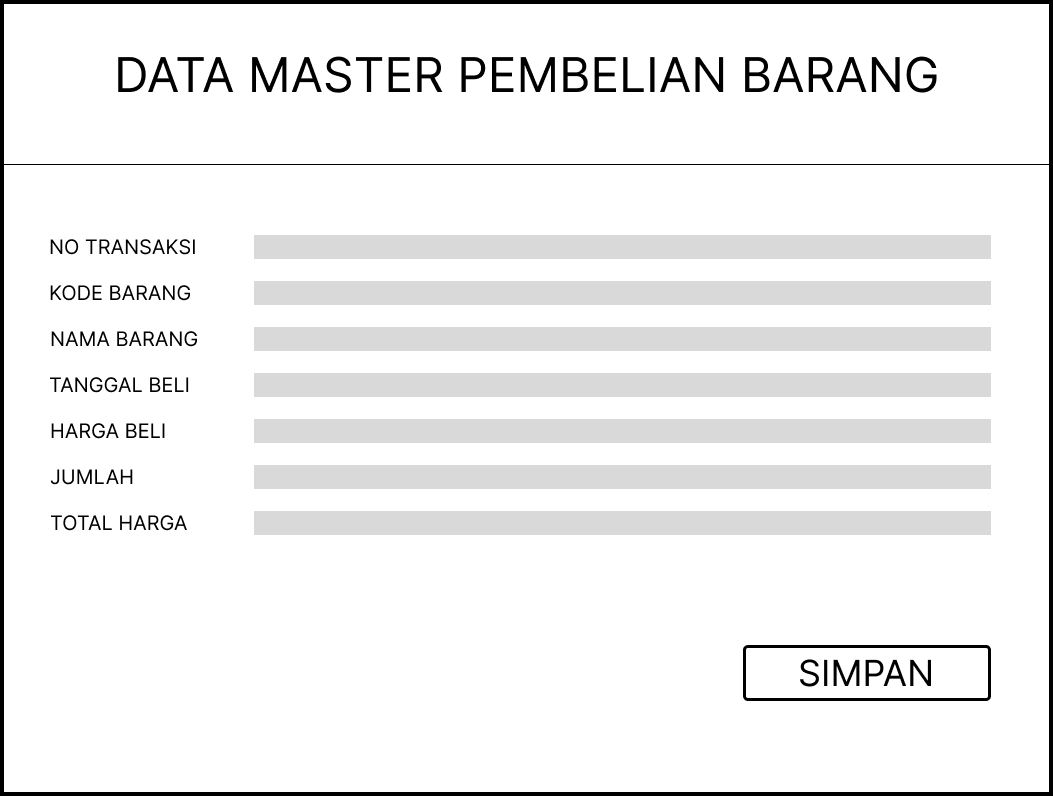 DATA MASTER PEMBELIAN BARANG
NO TRANSAKSI
KODE BARANG
NAMA BARANG
TANGGAL BELI
HARGA BELI
JUMLAH
TOTAL HARGA
SIMPAN